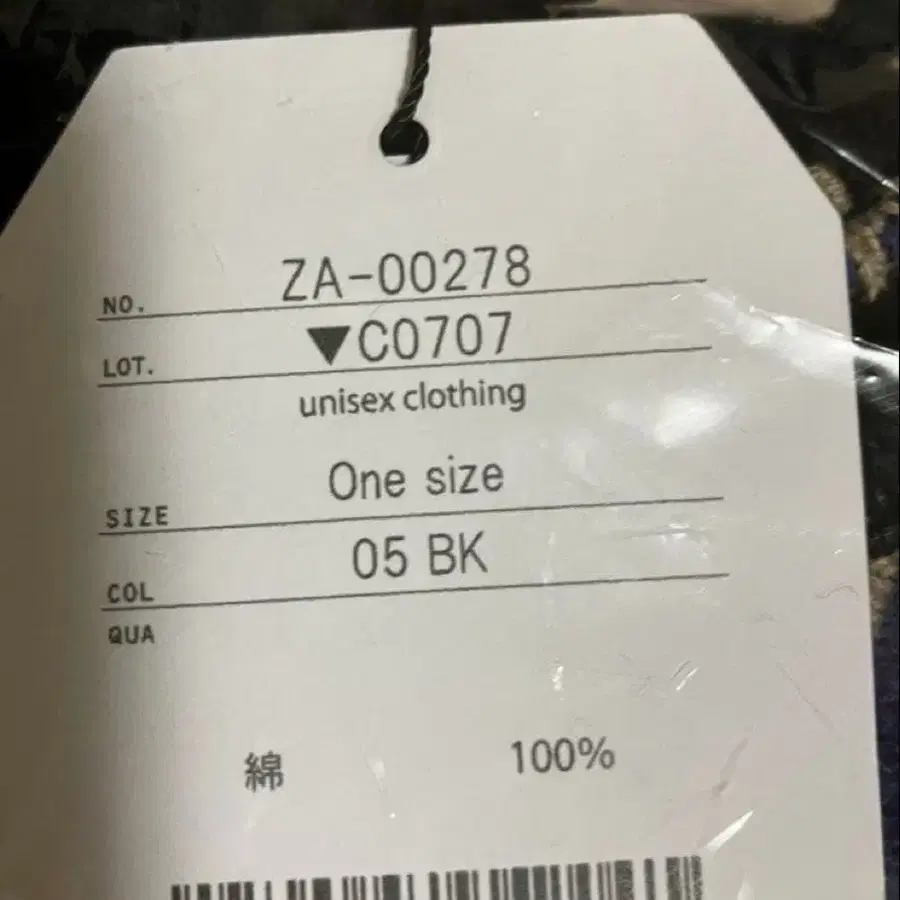 NO. ZA-00278
LOT. ▼C0707
unisex clothing
SIZE One size
COL 05 BK
QUA
綿 100%